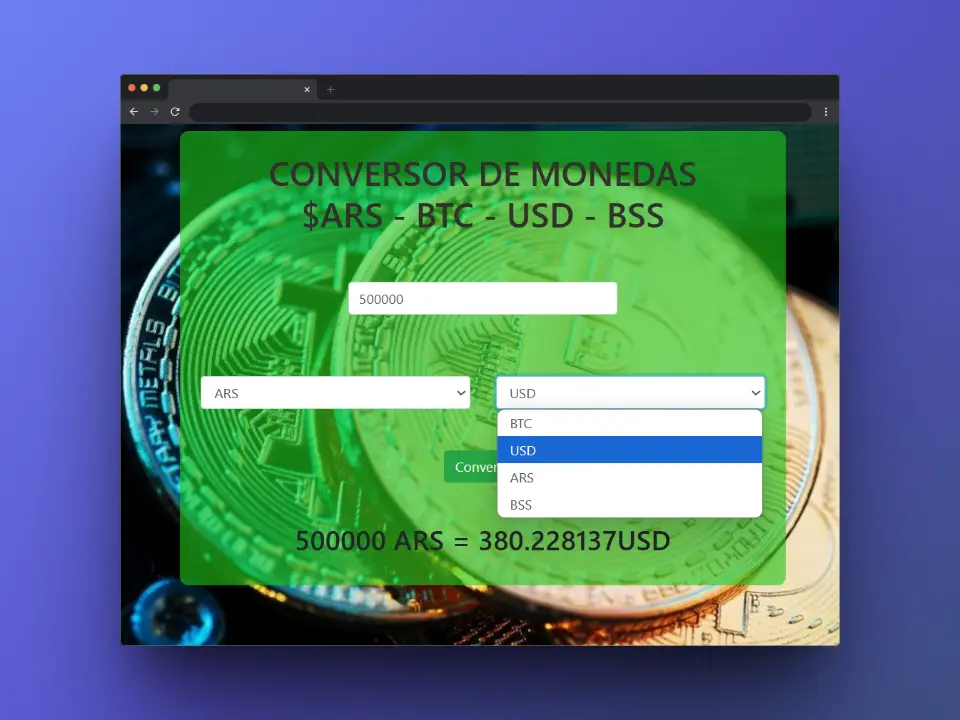 CONVERSOR DE MONEDAS
$ARS - BTC - USD - BSS
500000
ARS
USD
BTC
USD
ARS
BSS
Conver
500000 ARS = 380.228137USD
METALS